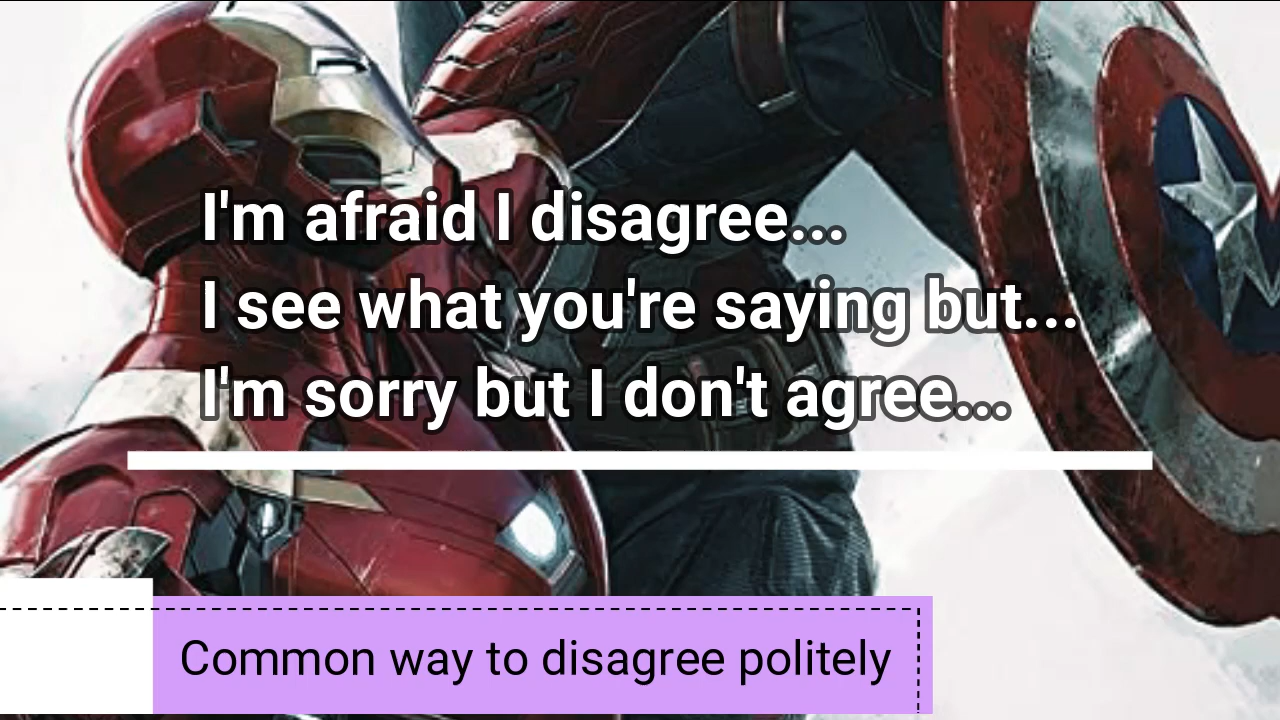 I'm afraid I disagree...
I see what you're saying but...
I'm sorry but I don't agree...
Common way to disagree politely